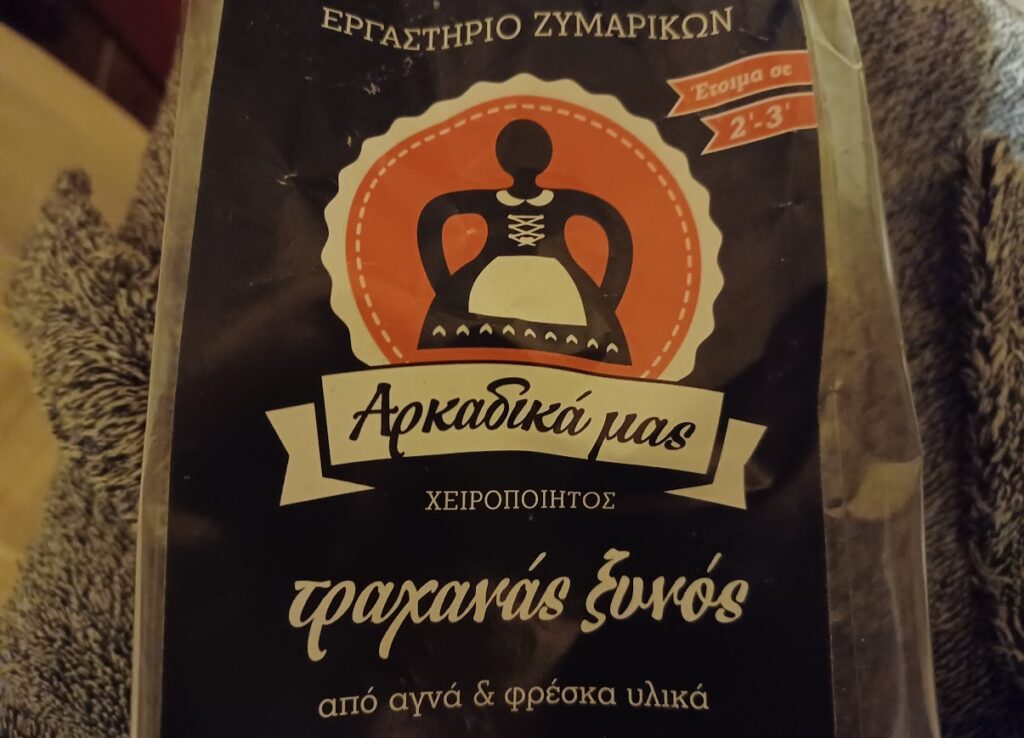 ΕΡΓΑΣΤΗΡΙΟ ΖΥΜΑΡΙΚΩΝ
Έτοιμα σε
2'-3'
Αρκαδικά μας
ΧΕΙΡΟΠΟΙΗΤΟΣ
τραχανάς ξυνός
από αγνά & φρέσκα υλικά